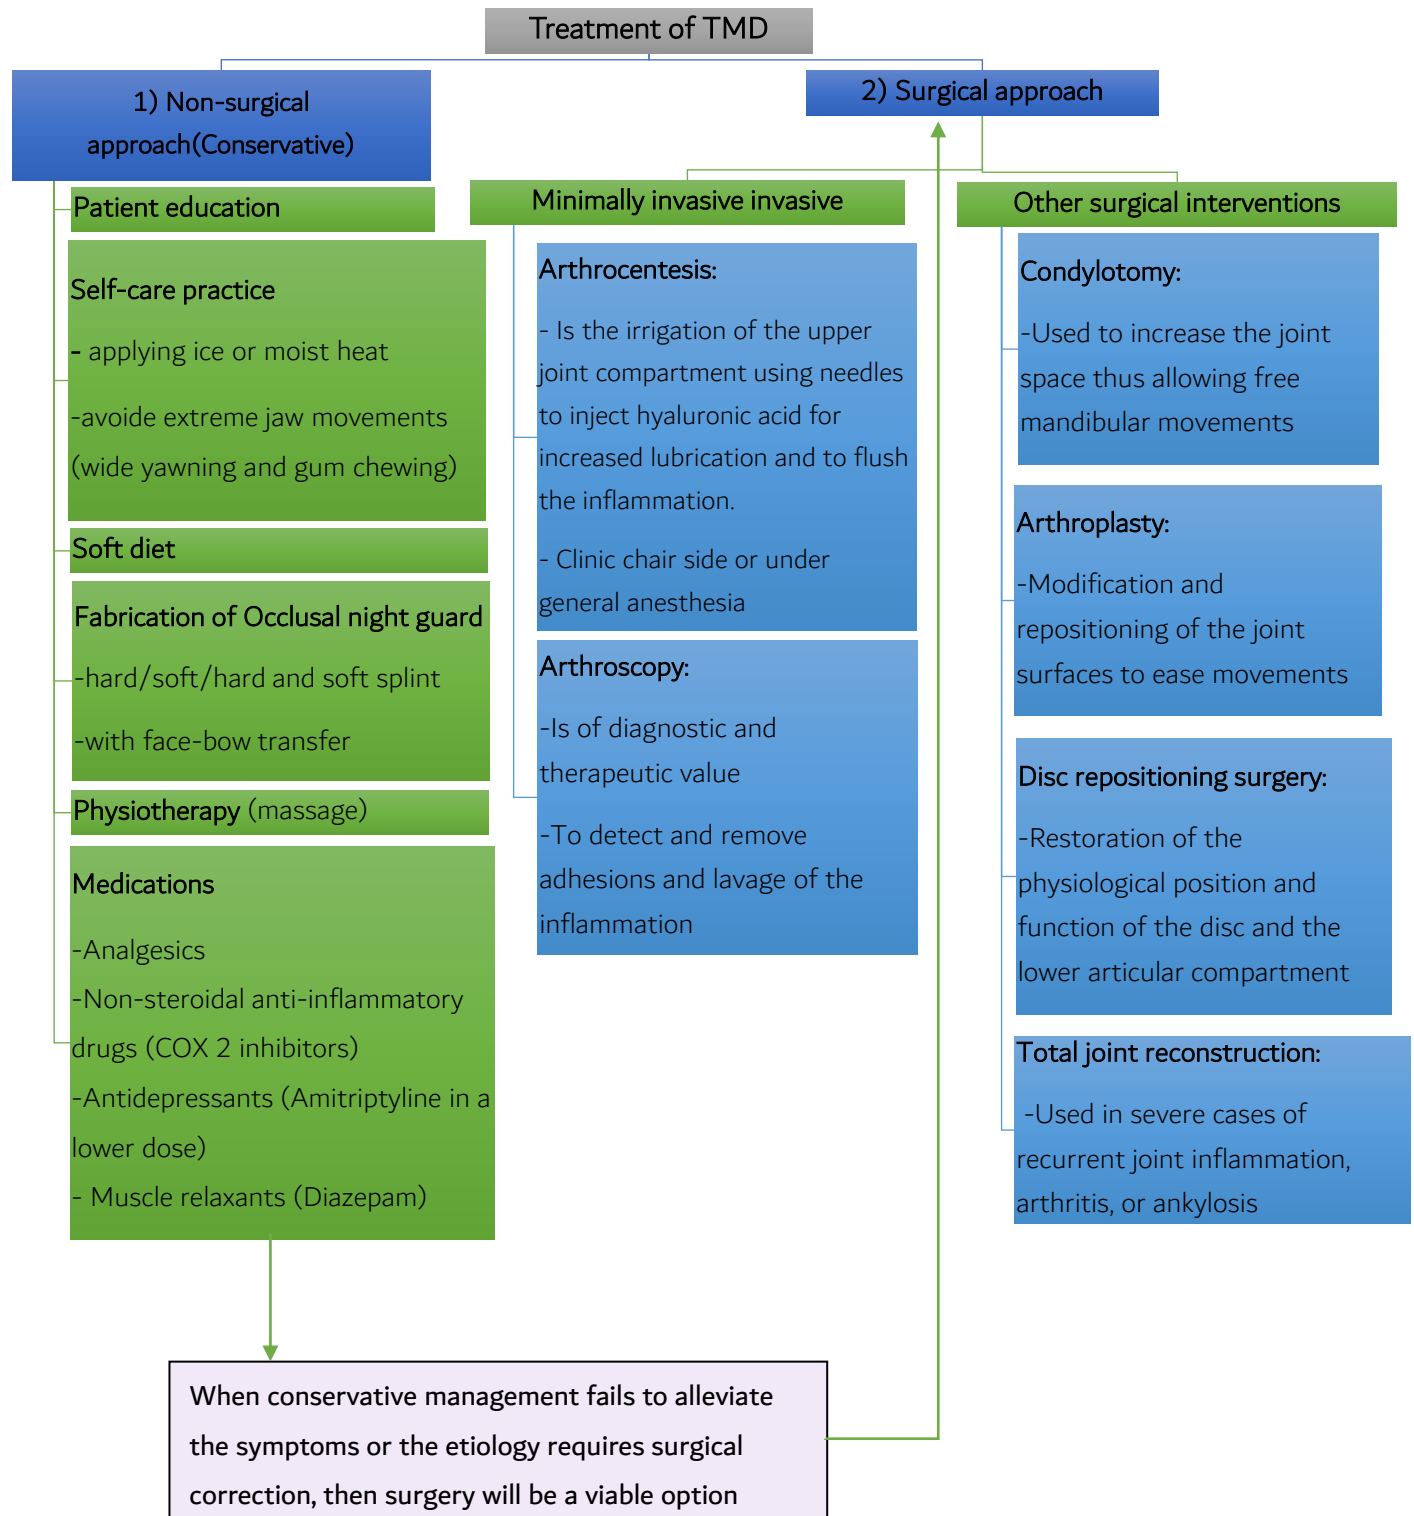 Treatment of TMD
1) Non-surgical
approach(Conservative)
Patient education
Self-care practice
- applying ice or moist heat
-avoide extreme jaw movements
(wide yawning and gum chewing)
Soft diet
Fabrication of Occlusal night guard
-hard/soft/hard and soft splint
-with face-bow transfer
Physiotherapy (massage)
Medications
-Analgesics
-Non-steroidal anti-inflammatory
drugs (COX 2 inhibitors)
-Antidepressants (Amitriptyline in a
lower dose)
- Muscle relaxants (Diazepam)
When conservative management fails to alleviate
the symptoms or the etiology requires surgical
correction, then surgery will be a viable option
2) Surgical approach
Minimally invasive invasive
Arthrocentesis:
- Is the irrigation of the upper
joint compartment using needles
to inject hyaluronic acid for
increased lubrication and to flush
the inflammation.
- Clinic chair side or under
general anesthesia
Arthroscopy:
-Is of diagnostic and
therapeutic value
-To detect and remove
adhesions and lavage of the
inflammation
Other surgical interventions
Condylotomy:
-Used to increase the joint
space thus allowing free
mandibular movements
Arthroplasty:
-Modification and
repositioning of the joint
surfaces to ease movements
Disc repositioning surgery:
-Restoration of the
physiological position and
function of the disc and the
lower articular compartment
Total joint reconstruction:
-Used in severe cases of
recurrent joint inflammation,
arthritis, or ankylosis